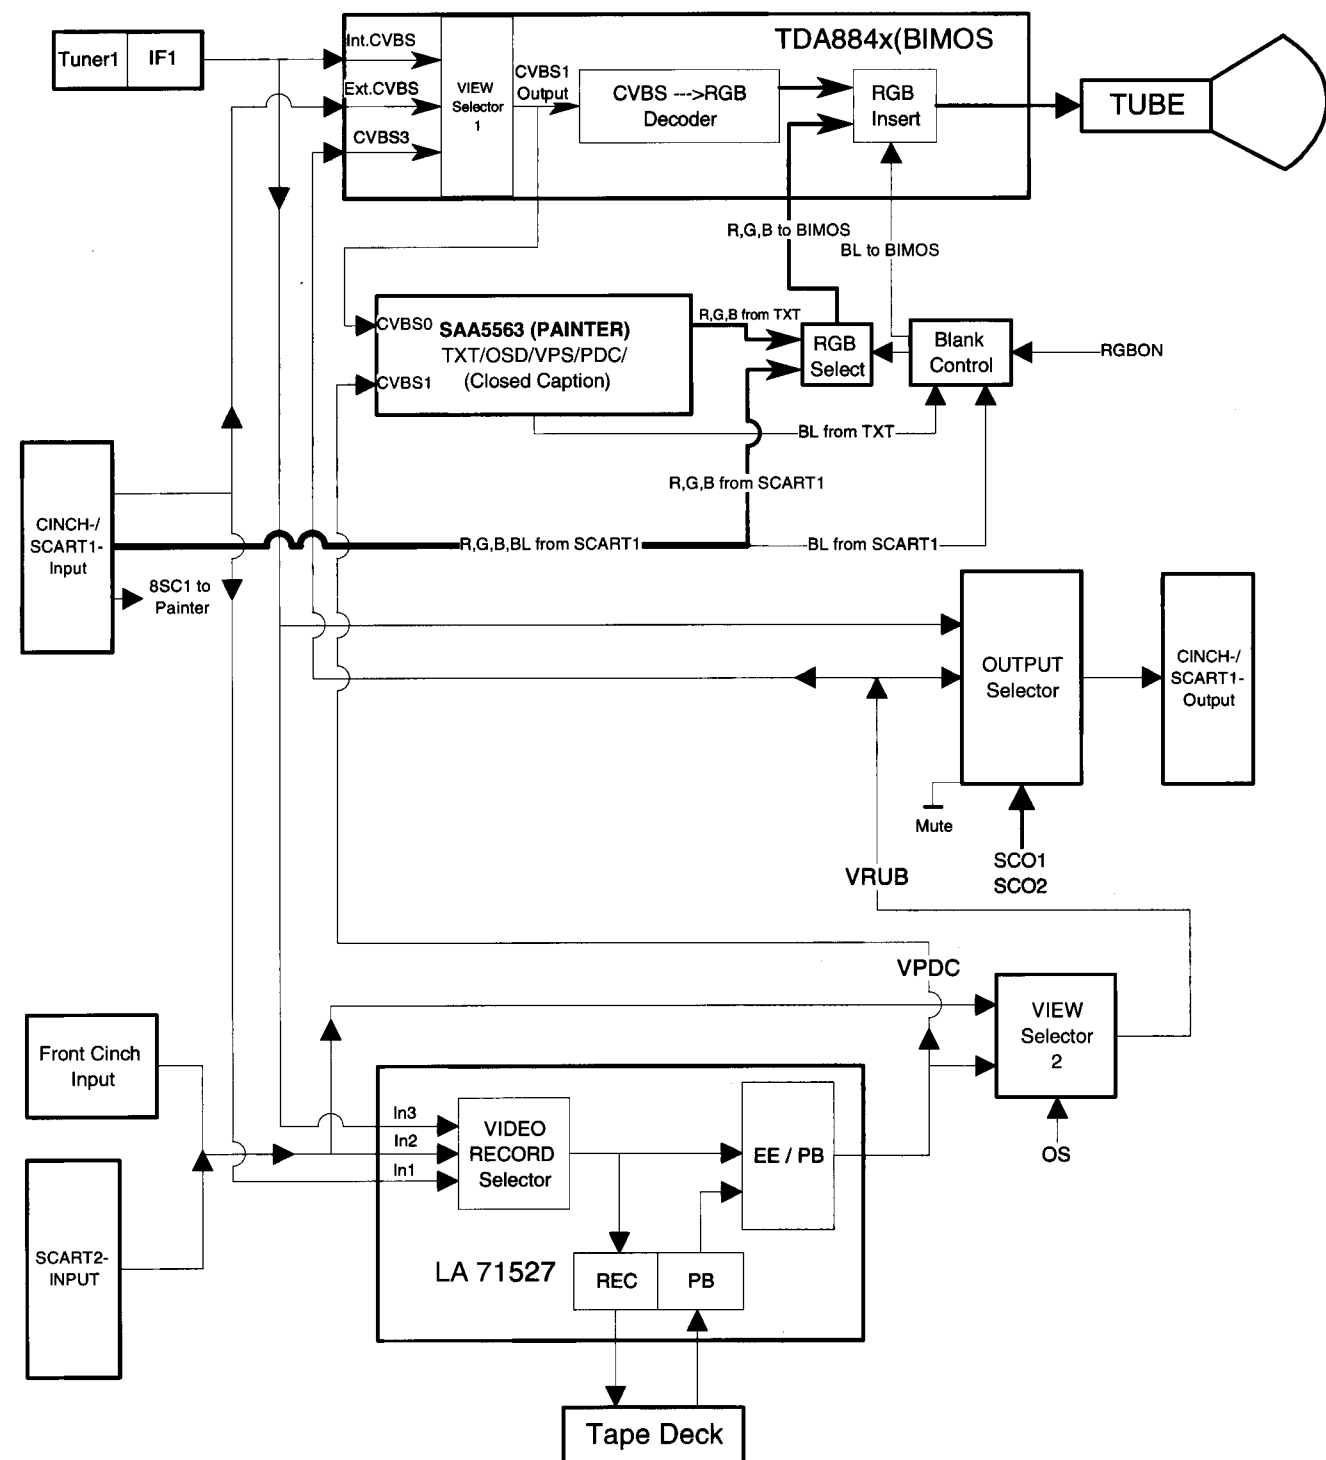 TDA884x(BIMOS
Tuner1
IF1
Int.CVBS
Ext.CVBS
CVBS3
VIEW
Selector
1
CVBS1
Output
CVBS --->RGB
Decoder
RGB
Insert
TUBE
R,G,B to BIMOS
BL to BIMOS
CVBS0
CVBS1
SAA5563 (PAINTER)
TXT/OSD/VPS/PDC/
(Closed Caption)
R,G,B from TXT
RGB
Select
Blank
Control
RGBON
BL from TXT
R,G,B from SCART1
CINCH-/
SCART1-
Input
R,G,B,BL from SCART1
BL from SCART1
8SC1 to
Painter
OUTPUT
Selector
CINCH-/
SCART1-
Output
Mute
SCO1
SCO2
VRUB
VPDC
VIEW
Selector
2
OS
Front Cinch
Input
In3
In2
In1
VIDEO
RECORD
Selector
EE / PB
SCART2-
INPUT
LA 71527
REC
PB
Tape Deck